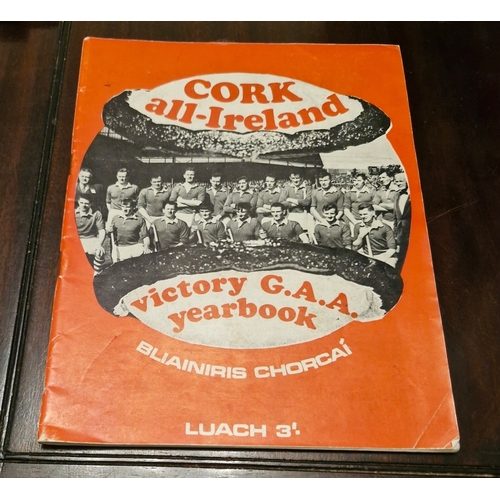 CORK
all-Ireland
victory G.A.A.
yearbook
BLIAINIRIS CHORCAÍ
LUACH 3/-